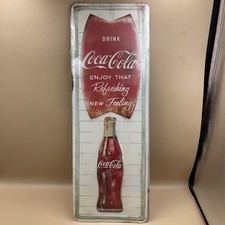 DRINK
Coca-Cola
ENJOY THAT
Refreshing
NEW Feeling
Coca-Cola